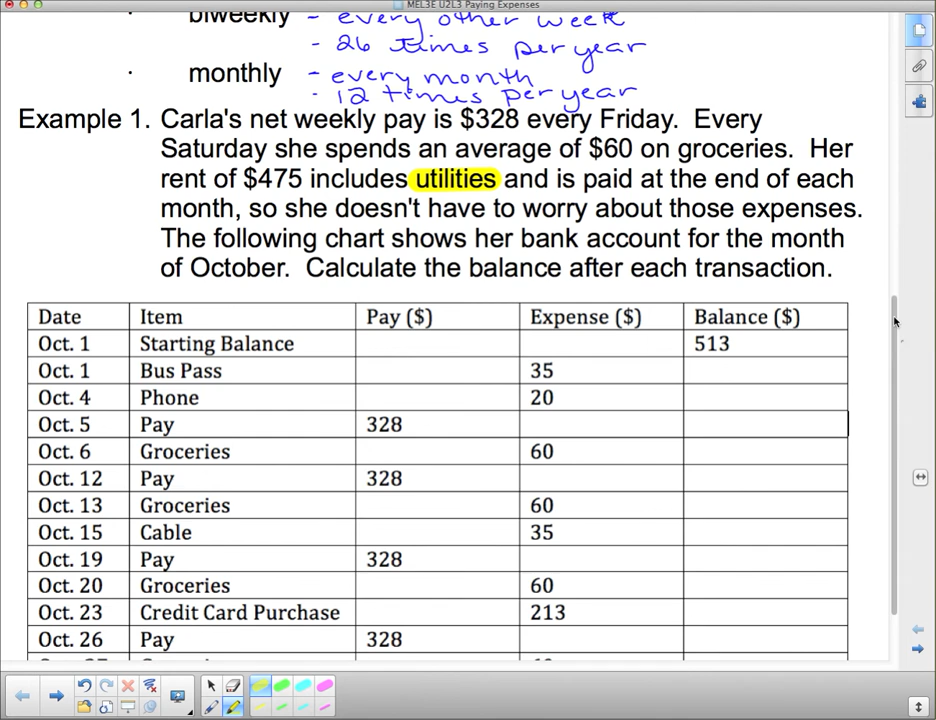 MEL3E U2L3 Paying Expenses
· biweekly - every other week
- 26 times per year
· monthly - every month
- 12 times per year
Example 1. Carla's net weekly pay is $328 every Friday. Every
Saturday she spends an average of $60 on groceries. Her
rent of $475 includes utilities and is paid at the end of each
month, so she doesn't have to worry about those expenses.
The following chart shows her bank account for the month
of October. Calculate the balance after each transaction.
Date Item Pay ($) Expense ($) Balance ($)
Oct. 1 Starting Balance 513
Oct. 1 Bus Pass 35
Oct. 4 Phone 20
Oct. 5 Pay 328
Oct. 6 Groceries 60
Oct. 12 Pay 328
Oct. 13 Groceries 60
Oct. 15 Cable 35
Oct. 19 Pay 328
Oct. 20 Groceries 60
Oct. 23 Credit Card Purchase 213
Oct. 26 Pay 328